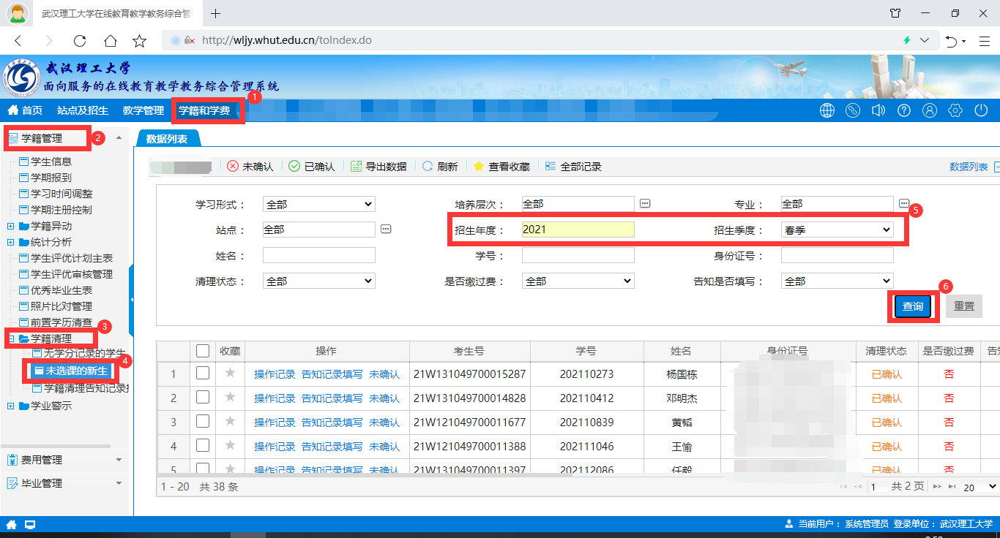 武汉理工大学在线教育教学教务综合管
http://wljy.whut.edu.cn/toIndex.do
武汉理工大学
面向服务的在线教育教学教务综合管理系统
首页 站点及招生 教学管理 学籍和学费 1
学籍管理 2
学生信息
学期报到
学习时间调整
学期注册控制
学籍异动
统计分析
学生评优计划主表
学生评优审核管理
优秀毕业生表
照片比对管理
前置学历清查
学籍清理 3
无学分记录的学生
未选课的新生 4
学籍清理告知记录
学业警示
费用管理
毕业管理
数据列表
未确认 已确认 导出数据 刷新 查看收藏 全部记录 数据列表
学习形式： 全部 培养层次： 全部 专业： 全部
站点： 全部 招生年度： 2021 招生季度： 春季 5
姓名： 学号： 身份证号：
清理状态： 全部 是否缴过费： 全部 告知是否填写： 全部
查询 6 重置
收藏 操作 考生号 学号 姓名 身份证号 清理状态 是否缴过费 告知
1 操作记录 告知记录填写 未确认 21W131049700015287 202110273 杨国栋 已确认 否
2 操作记录 告知记录填写 未确认 21W131049700014828 202110412 邓明杰 已确认 否
3 操作记录 告知记录填写 未确认 21W121049700011677 202110839 黄韬 已确认 否
4 操作记录 告知记录填写 未确认 21W121049700011388 202111046 王愉 已确认 否
5 操作记录 告知记录填写 未确认 21W131049700011397 202112086 任毅 已确认 否
1 - 20 共 38 条 1 共 2 页 20
当前用户： 系统管理员 登录单位： 武汉理工大学